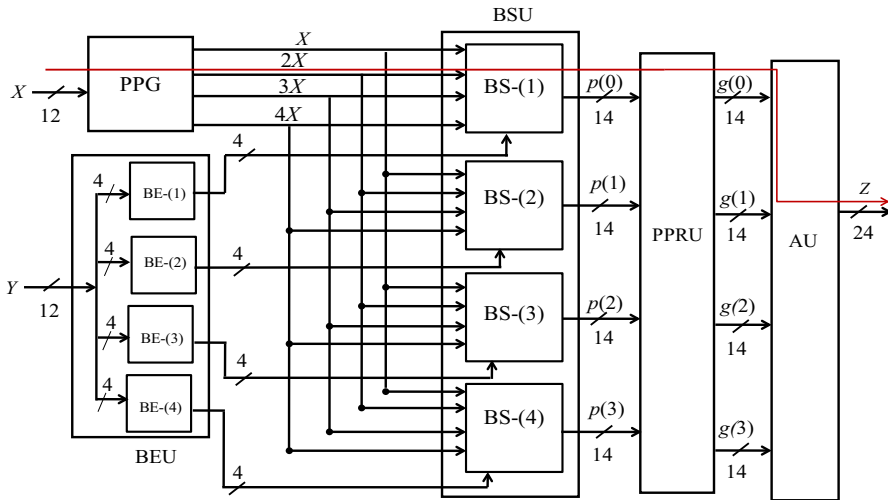 BSU
X
2X
3X
4X
PPG
X
12
BS-(1)
p(0)
14
g(0)
14
4
BE-(1)
4
BS-(2)
p(1)
14
g(1)
14
Z
24
4
BE-(2)
4
PPRU
AU
Y
12
4
BE-(3)
4
BS-(3)
p(2)
14
g(2)
14
4
BE-(4)
4
BS-(4)
p(3)
14
g(3)
14
BEU